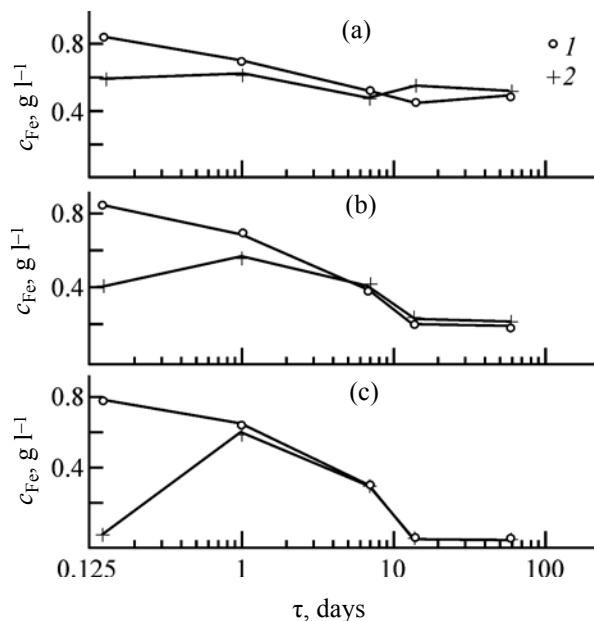 (a)
1
2
0.8
0.4
c_Fe, g l⁻¹
(b)
0.8
0.4
c_Fe, g l⁻¹
(c)
0.8
0.4
c_Fe, g l⁻¹
0.125 1 10 100
τ, days